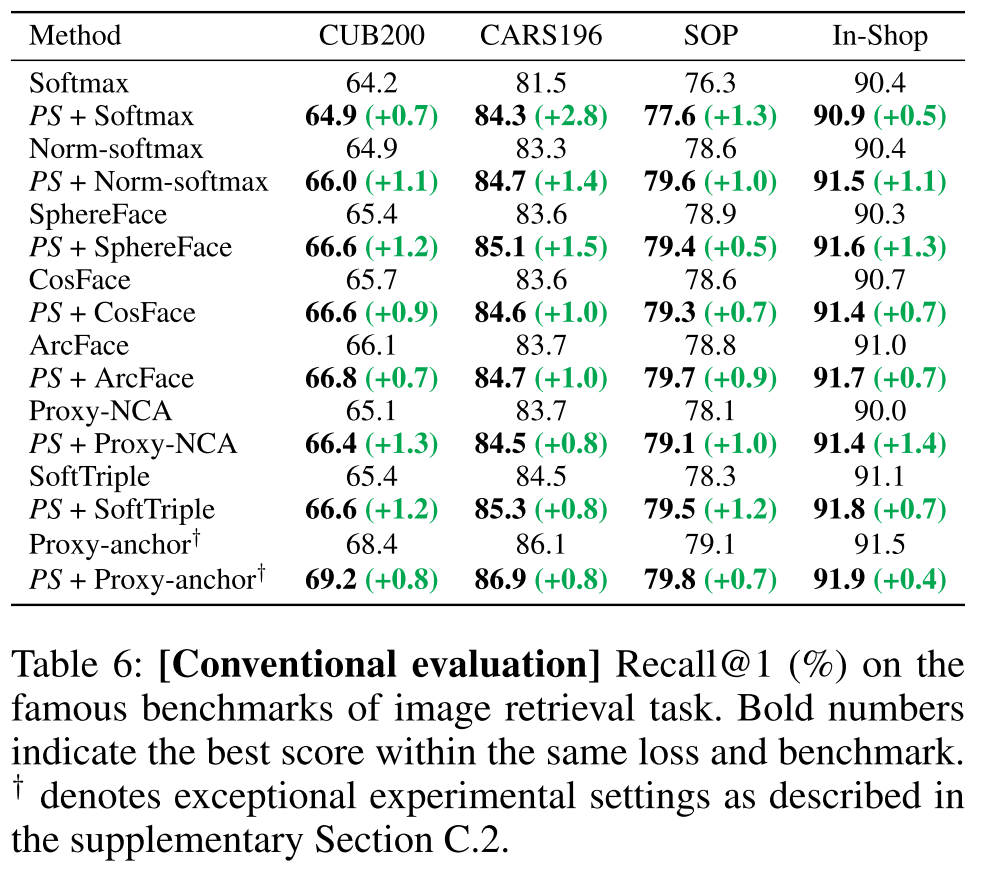 Method CUB200 CARS196 SOP In-Shop
Softmax 64.2 81.5 76.3 90.4
PS + Softmax 64.9 (+0.7) 84.3 (+2.8) 77.6 (+1.3) 90.9 (+0.5)
Norm-softmax 64.9 83.3 78.6 90.4
PS + Norm-softmax 66.0 (+1.1) 84.7 (+1.4) 79.6 (+1.0) 91.5 (+1.1)
SphereFace 65.4 83.6 78.9 90.3
PS + SphereFace 66.6 (+1.2) 85.1 (+1.5) 79.4 (+0.5) 91.6 (+1.3)
CosFace 65.7 83.6 78.6 90.7
PS + CosFace 66.6 (+0.9) 84.6 (+1.0) 79.3 (+0.7) 91.4 (+0.7)
ArcFace 66.1 83.7 78.8 91.0
PS + ArcFace 66.8 (+0.7) 84.7 (+1.0) 79.7 (+0.9) 91.7 (+0.7)
Proxy-NCA 65.1 83.7 78.1 90.0
PS + Proxy-NCA 66.4 (+1.3) 84.5 (+0.8) 79.1 (+1.0) 91.4 (+1.4)
SoftTriple 65.4 84.5 78.3 91.1
PS + SoftTriple 66.6 (+1.2) 85.3 (+0.8) 79.5 (+1.2) 91.8 (+0.7)
Proxy-anchor† 68.4 86.1 79.1 91.5
PS + Proxy-anchor† 69.2 (+0.8) 86.9 (+0.8) 79.8 (+0.7) 91.9 (+0.4)
Table 6: [Conventional evaluation] Recall@1 (%) on the
famous benchmarks of image retrieval task. Bold numbers
indicate the best score within the same loss and benchmark.
† denotes exceptional experimental settings as described in
the supplementary Section C.2.